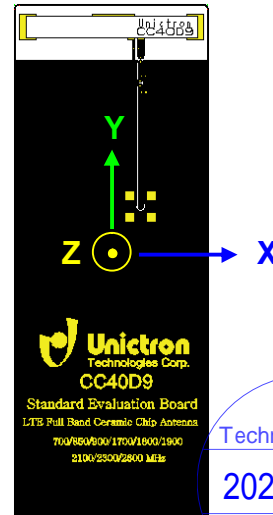 Unictron
CC40D9
Y
Z
X
Unictron
Technologies Corp.
CC40D9
Standard Evaluation Board
LTE Full Band Ceramic Chip Antenna
700/850/900/1700/1800/1900
2100/2300/2600 MHz
Techn
202